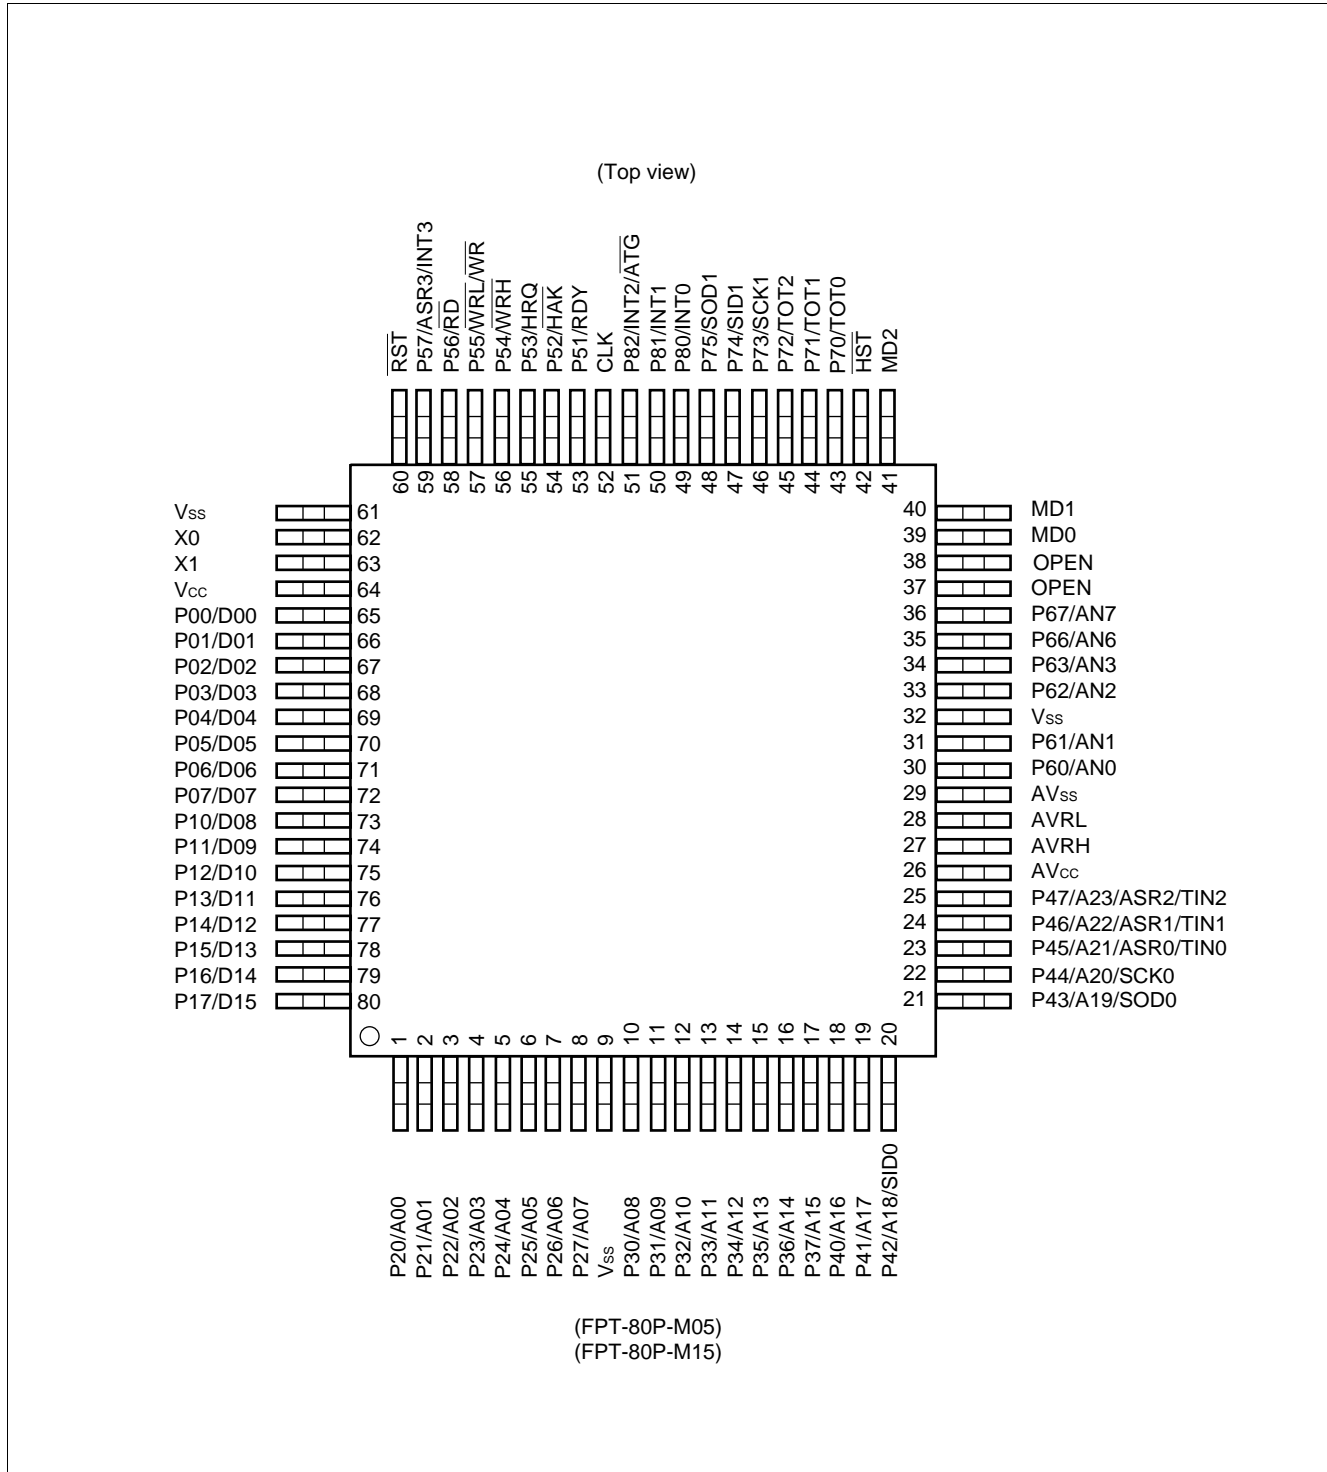 (Top view)
RST
P57/ASR3/INT3
P56/RD
P55/WRL/WR
P54/WRH
P53/HRQ
P52/HAK
P51/RDY
CLK
P82/INT2/ATG
P81/INT1
P80/INT0
P75/SOD1
P74/SID1
P73/SCK1
P72/TOT2
P71/TOT1
P70/TOT0
HST
MD2
60
59
58
57
56
55
54
53
52
51
50
49
48
47
46
45
44
43
42
41
Vss 61
X0 62
X1 63
Vcc 64
P00/D00 65
P01/D01 66
P02/D02 67
P03/D03 68
P04/D04 69
P05/D05 70
P06/D06 71
P07/D07 72
P10/D08 73
P11/D09 74
P12/D10 75
P13/D11 76
P14/D12 77
P15/D13 78
P16/D14 79
P17/D15 80
40 MD1
39 MD0
38 OPEN
37 OPEN
36 P67/AN7
35 P66/AN6
34 P63/AN3
33 P62/AN2
32 Vss
31 P61/AN1
30 P60/AN0
29 AVss
28 AVRL
27 AVRH
26 AVcc
25 P47/A23/ASR2/TIN2
24 P46/A22/ASR1/TIN1
23 P45/A21/ASR0/TIN0
22 P44/A20/SCK0
21 P43/A19/SOD0
1
2
3
4
5
6
7
8
9
10
11
12
13
14
15
16
17
18
19
20
P20/A00
P21/A01
P22/A02
P23/A03
P24/A04
P25/A05
P26/A06
P27/A07
Vss
P30/A08
P31/A09
P32/A10
P33/A11
P34/A12
P35/A13
P36/A14
P37/A15
P40/A16
P41/A17
P42/A18/SID0
(FPT-80P-M05)
(FPT-80P-M15)